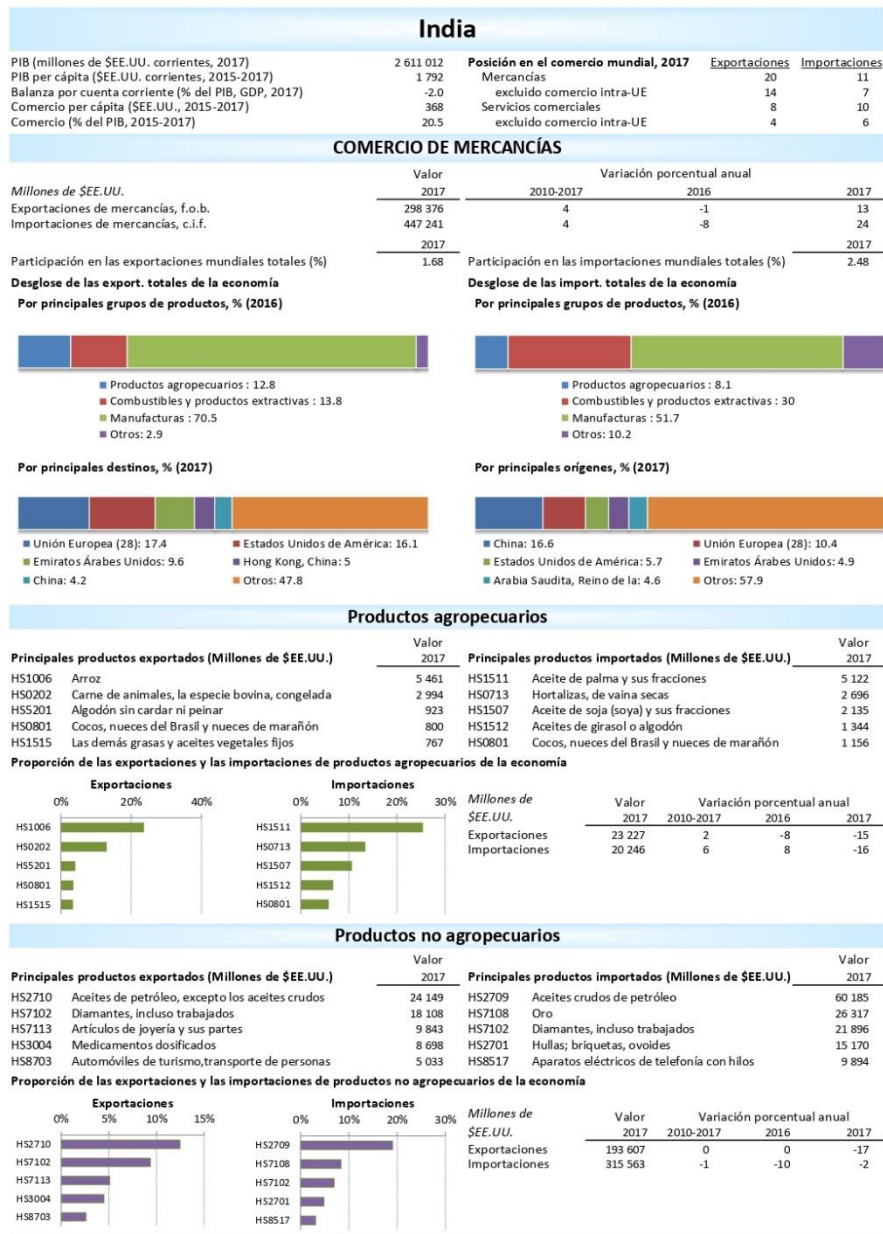 India
PIB (millones de $EE.UU. corrientes, 2017) 2 611 012
PIB per cápita ($EE.UU. corrientes, 2015-2017) 1 792
Balanza por cuenta corriente (% del PIB, GDP, 2017) -2.0
Comercio per cápita ($EE.UU., 2015-2017) 368
Comercio (% del PIB, 2015-2017) 20.5
Posición en el comercio mundial, 2017 Exportaciones Importaciones
Mercancías 20 11
excluido comercio intra-UE 14 7
Servicios comerciales 8 10
excluido comercio intra-UE 4 6
COMERCIO DE MERCANCÍAS
Valor Variación porcentual anual
Millones de $EE.UU. 2017 2010-2017 2016 2017
Exportaciones de mercancías, f.o.b. 298 376 4 -1 13
Importaciones de mercancías, c.i.f. 447 241 4 -8 24
2017 2017
Participación en las exportaciones mundiales totales (%) 1.68 Participación en las importaciones mundiales totales (%) 2.48
Desglose de las export. totales de la economía
Por principales grupos de productos, % (2016)
Productos agropecuarios : 12.8
Combustibles y productos extractivas : 13.8
Manufacturas : 70.5
Otros: 2.9
Desglose de las import. totales de la economía
Por principales grupos de productos, % (2016)
Productos agropecuarios : 8.1
Combustibles y productos extractivas : 30
Manufacturas : 51.7
Otros: 10.2
Por principales destinos, % (2017)
Unión Europea (28): 17.4 Estados Unidos de América: 16.1
Emiratos Árabes Unidos: 9.6 Hong Kong, China: 5
China: 4.2 Otros: 47.8
Por principales orígenes, % (2017)
China: 16.6 Unión Europea (28): 10.4
Estados Unidos de América: 5.7 Emiratos Árabes Unidos: 4.9
Arabia Saudita, Reino de la: 4.6 Otros: 57.9
Productos agropecuarios
Valor
Principales productos exportados (Millones de $EE.UU.) 2017
HS1006 Arroz 5 461
HS0202 Carne de animales, la especie bovina, congelada 2 994
HS5201 Algodón sin cardar ni peinar 923
HS0801 Cocos, nueces del Brasil y nueces de marañón 800
HS1515 Las demás grasas y aceites vegetales fijos 767
Valor
Principales productos importados (Millones de $EE.UU.) 2017
HS1511 Aceite de palma y sus fracciones 5 122
HS0713 Hortalizas, de vaina secas 2 696
HS1507 Aceite de soja (soya) y sus fracciones 2 135
HS1512 Aceites de girasol o algodón 1 344
HS0801 Cocos, nueces del Brasil y nueces de marañón 1 156
Proporción de las exportaciones y las importaciones de productos agropecuarios de la economía
Exportaciones
0% 20% 40%
HS1006
HS0202
HS5201
HS0801
HS1515
Importaciones
0% 10% 20% 30%
HS1511
HS0713
HS1507
HS1512
HS0801
Millones de Valor Variación porcentual anual
$EE.UU. 2017 2010-2017 2016 2017
Exportaciones 23 227 2 -8 -15
Importaciones 20 246 6 8 -16
Productos no agropecuarios
Valor
Principales productos exportados (Millones de $EE.UU.) 2017
HS2710 Aceites de petróleo, excepto los aceites crudos 24 149
HS7102 Diamantes, incluso trabajados 18 108
HS7113 Artículos de joyería y sus partes 9 843
HS3004 Medicamentos dosificados 8 698
HS8703 Automóviles de turismo,transporte de personas 5 033
Valor
Principales productos importados (Millones de $EE.UU.) 2017
HS2709 Aceites crudos de petróleo 60 185
HS7108 Oro 26 317
HS7102 Diamantes, incluso trabajados 21 896
HS2701 Hullas; briquetas, ovoides 15 170
HS8517 Aparatos eléctricos de telefonía con hilos 9 894
Proporción de las exportaciones y las importaciones de productos no agropecuarios de la economía
Exportaciones
0% 5% 10% 15%
HS2710
HS7102
HS7113
HS3004
HS8703
Importaciones
0% 10% 20% 30%
HS2709
HS7108
HS7102
HS2701
HS8517
Millones de Valor Variación porcentual anual
$EE.UU. 2017 2010-2017 2016 2017
Exportaciones 193 607 0 0 -17
Importaciones 315 563 -1 -10 -2